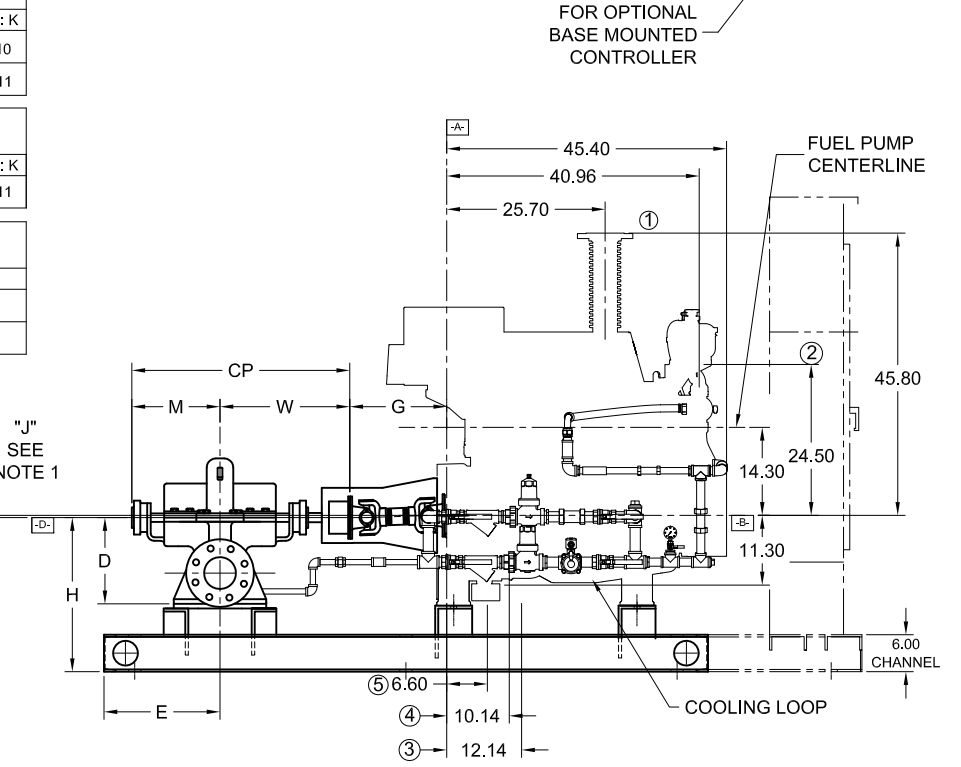 FOR OPTIONAL
BASE MOUNTED
CONTROLLER
: K
11
: K
11
-A-
45.40
40.96
25.70
①
FUEL PUMP
CENTERLINE
②
45.80
24.50
14.30
11.30
-B-
CP
M
W
G
"J"
SEE
NOTE 1
-D-
D
H
E
6.00
CHANNEL
⑤ 6.60
④ 10.14
③ 12.14
COOLING LOOP